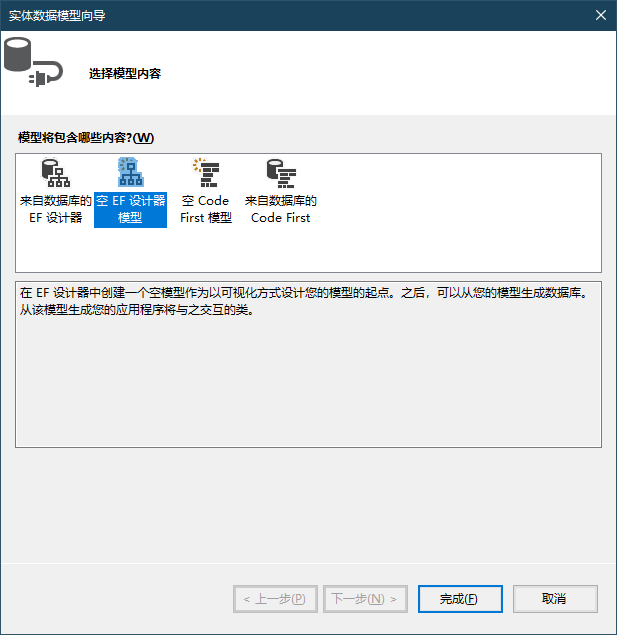 实体数据模型向导
选择模型内容
模型将包含哪些内容?(W)
来自数据库的
EF 设计器
空 EF 设计器
模型
空 Code
First 模型
来自数据库的
Code First
在 EF 设计器中创建一个空模型作为以可视化方式设计您的模型的起点。之后，可以从您的模型生成数据库。
从该模型生成您的应用程序将与之交互的类。
< 上一步(P)
下一步(N) >
完成(F)
取消